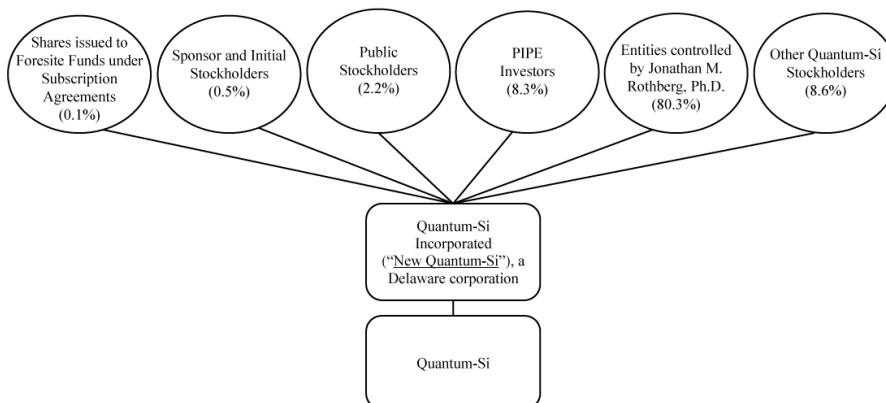 Shares issued to
Foresite Funds under
Subscription
Agreements
(0.1%)
Sponsor and Initial
Stockholders
(0.5%)
Public
Stockholders
(2.2%)
PIPE
Investors
(8.3%)
Entities controlled
by Jonathan M.
Rothberg, Ph.D.
(80.3%)
Other Quantum-Si
Stockholders
(8.6%)
Quantum-Si
Incorporated
(“New Quantum-Si”), a
Delaware corporation
Quantum-Si